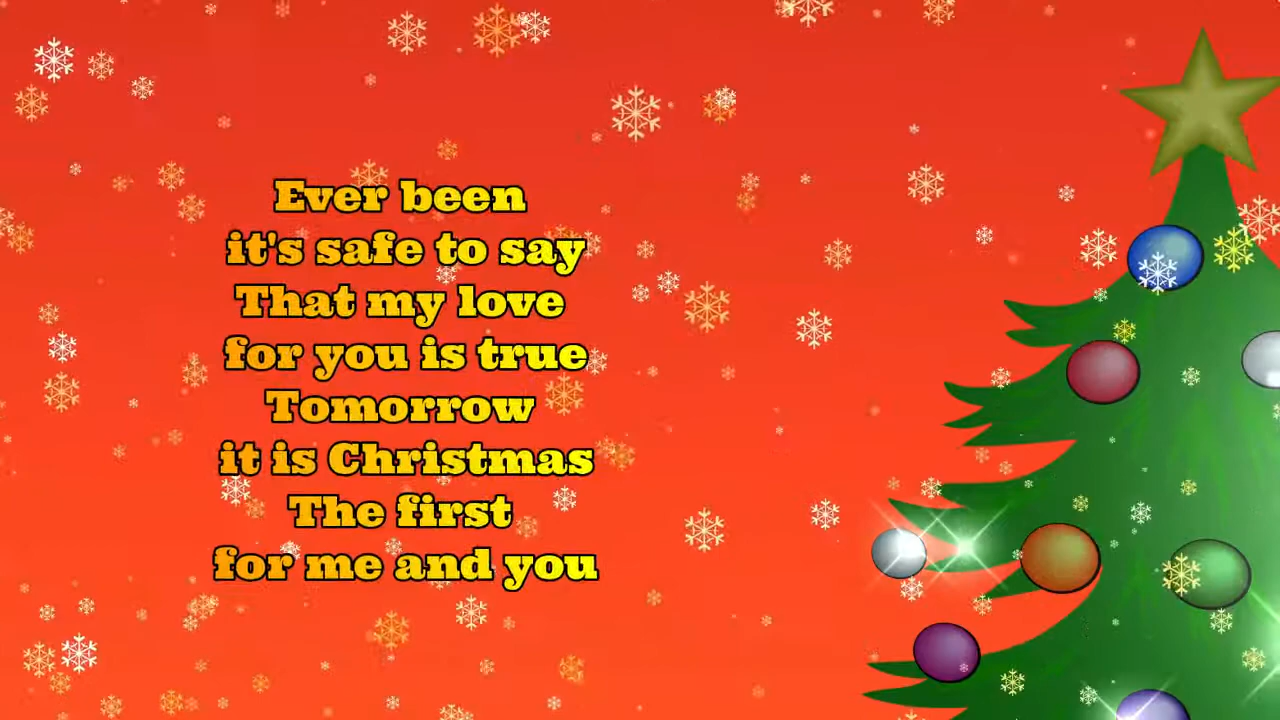 Ever been
it's safe to say
That my love
for you is true
Tomorrow
it is Christmas
The first
for me and you